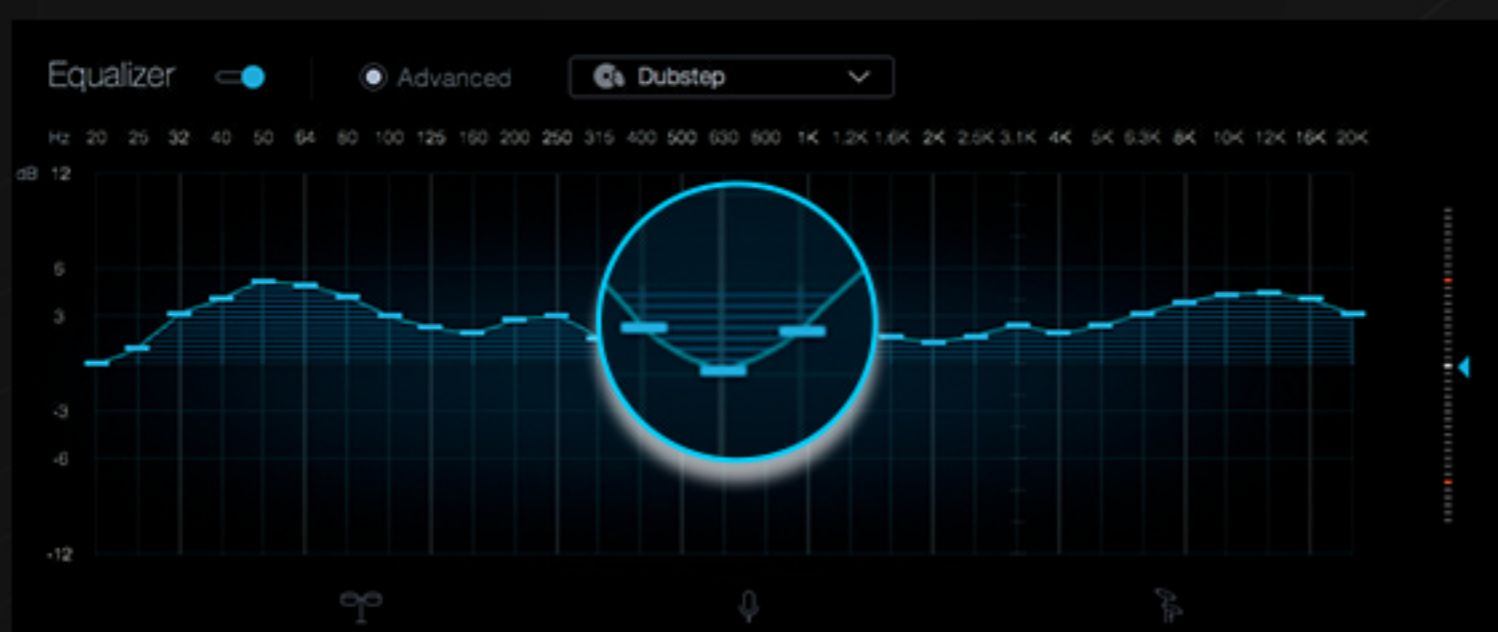 Equalizer Advanced Dubstep
Hz 20 25 32 40 50 64 80 100 125 160 200 250 315 400 500 630 800 1K 1.2K 1.6K 2K 2.5K 3.1K 4K 5K 6.3K 8K 10K 12K 16K 20K
dB 12
6
3
-3
-6
-12